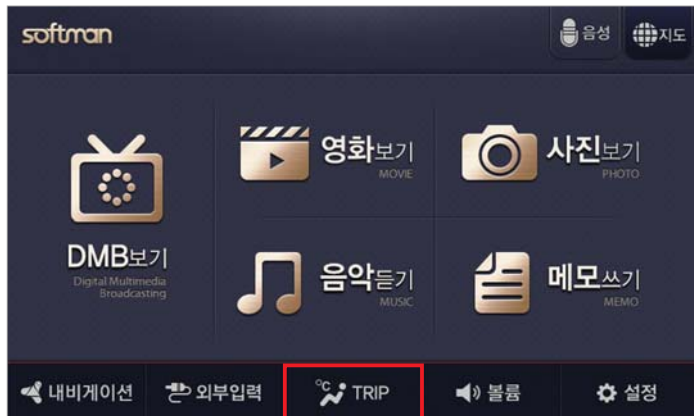 softman
음성
지도
DMB보기
Digital Multimedia
Broadcasting
영화보기
MOVIE
사진보기
PHOTO
음악듣기
MUSIC
메모쓰기
MEMO
내비게이션
외부입력
°C TRIP
볼륨
설정